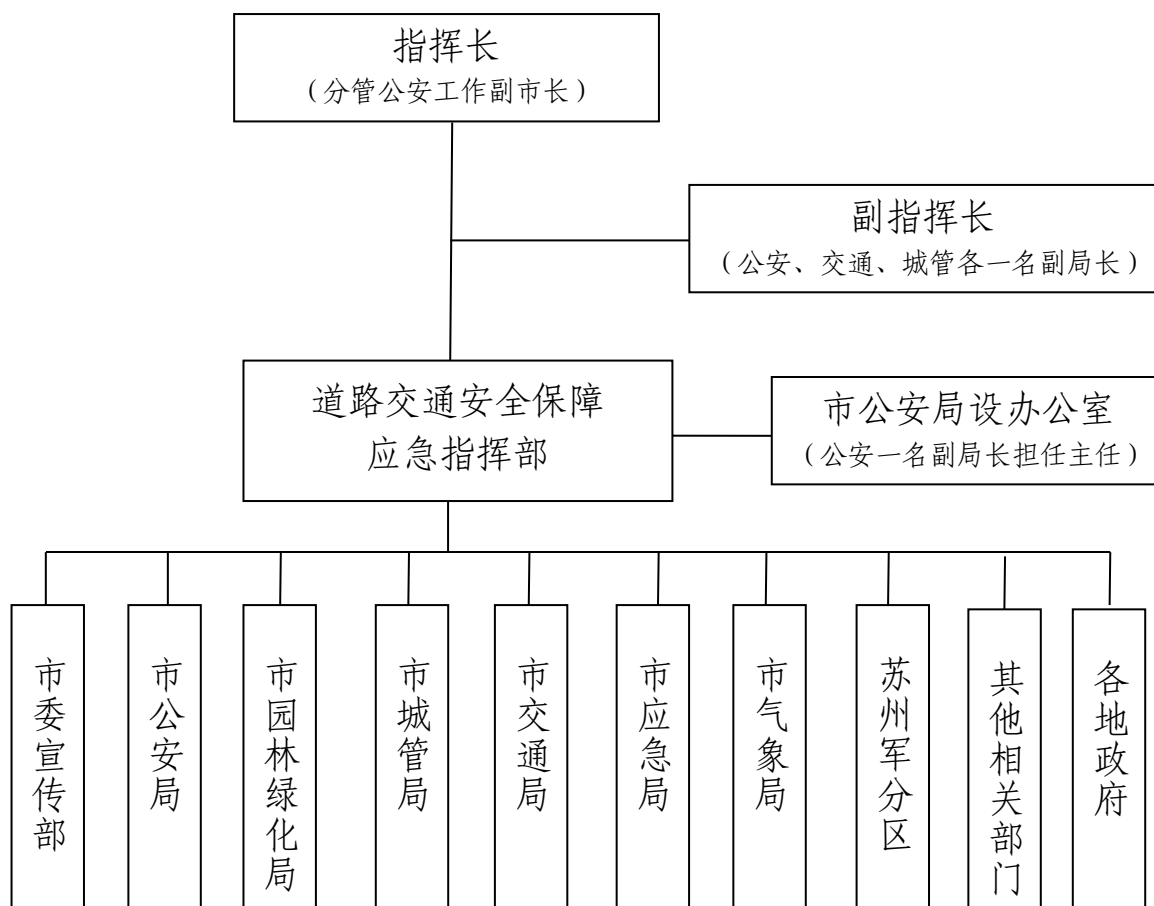 指挥长
（分管公安工作副市长）
副指挥长
（公安、交通、城管各一名副局长）
道路交通安全保障
应急指挥部
市公安局设办公室
（公安一名副局长担任主任）
市委宣传部
市公安局
市园林绿化局
市城管局
市交通局
市应急局
市气象局
苏州军分区
其他相关部门
各地政府